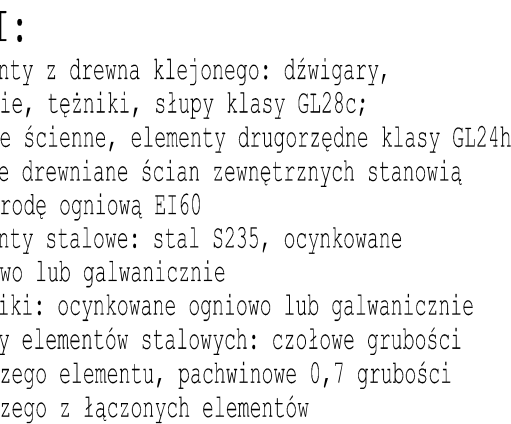 I:
nty z drewna klejonego: dźwigary,
ie, tężniki, słupy klasy GL28c;
e ścienne, elementy drugorzędne klasy GL24h
e drewniane ścian zewnętrznych stanowią
rodę ogniową EI60
nty stalowe: stal S235, ocynkowane
wo lub galwanicznie
iki: ocynkowane ogniowo lub galwanicznie
y elementów stalowych: czołowe grubości
zego elementu, pachwinowe 0,7 grubości
zego z łączonych elementów